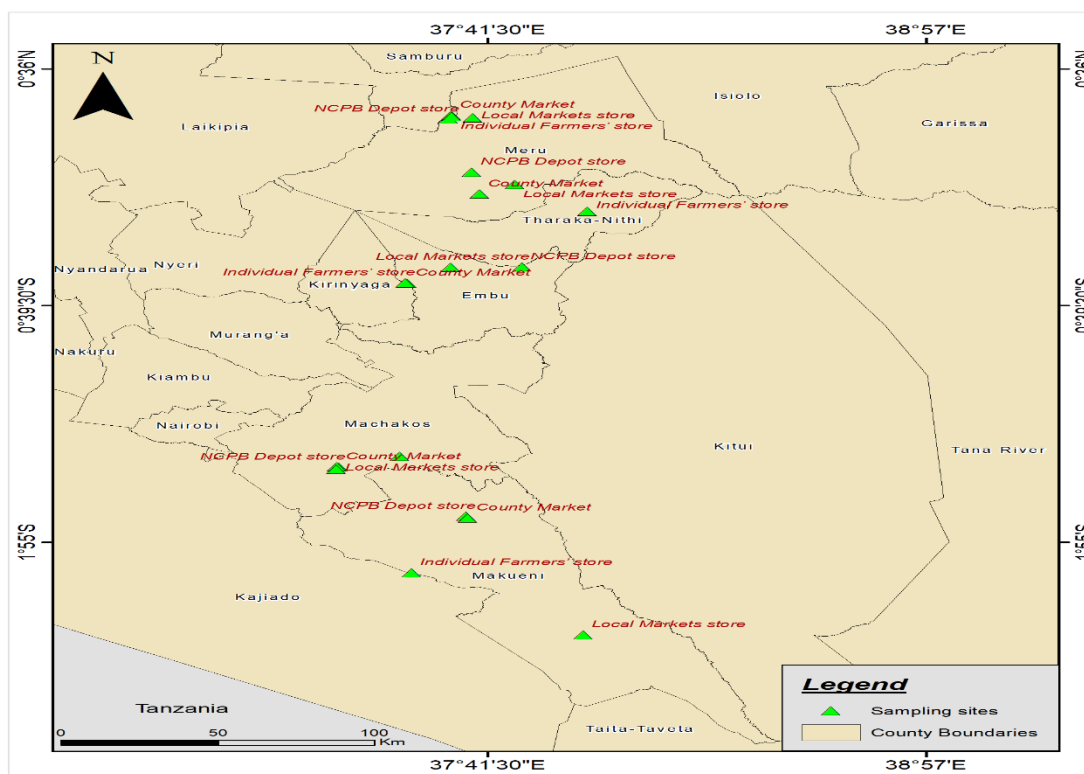 37°41'30"E
38°57'E
N
0°36'N
0°36'N
Samburu
Isiolo
Garissa
Laikipia
NCPB Depot store
County Market
Local Markets store
Individual Farmers' store
Meru
NCPB Depot store
County Market
Local Markets store
Individual Farmers' store
Tharaka-Nithi
Local Markets store
NCPB Depot store
Nyandarua
Nyeri
Individual Farmers' store
County Market
Kirinyaga
Embu
0°39'30"S
0°39'30"S
Murang'a
Nakuru
Kiambu
Nairobi
Machakos
Kitui
Tana River
NCPB Depot store
County Market
Local Markets store
NCPB Depot store
County Market
1°55'S
1°55'S
Individual Farmers' store
Makueni
Kajiado
Local Markets store
Tanzania
Taita-Taveta
0 50 100
Km
Legend
Sampling sites
County Boundaries
37°41'30"E
38°57'E